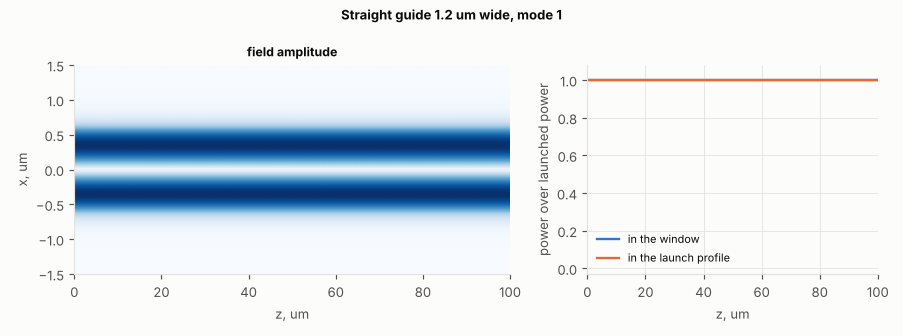 Straight guide 1.2 um wide, mode 1
field amplitude
1.5
1.0
0.5
0.0
−0.5
−1.0
−1.5
x, um
0 20 40 60 80 100
z, um
power over launched power
1.0
0.8
0.6
0.4
0.2
0.0
in the window
in the launch profile
0 20 40 60 80 100
z, um